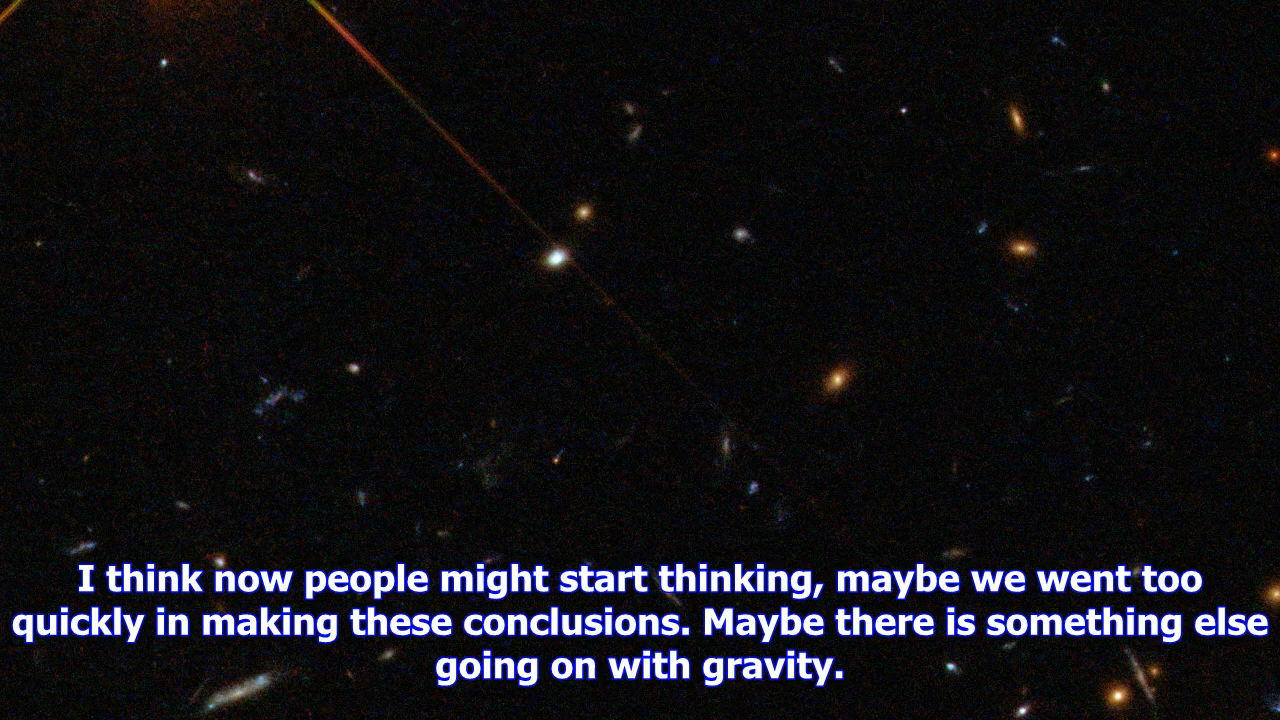 I think now people might start thinking, maybe we went too
quickly in making these conclusions. Maybe there is something else
going on with gravity.